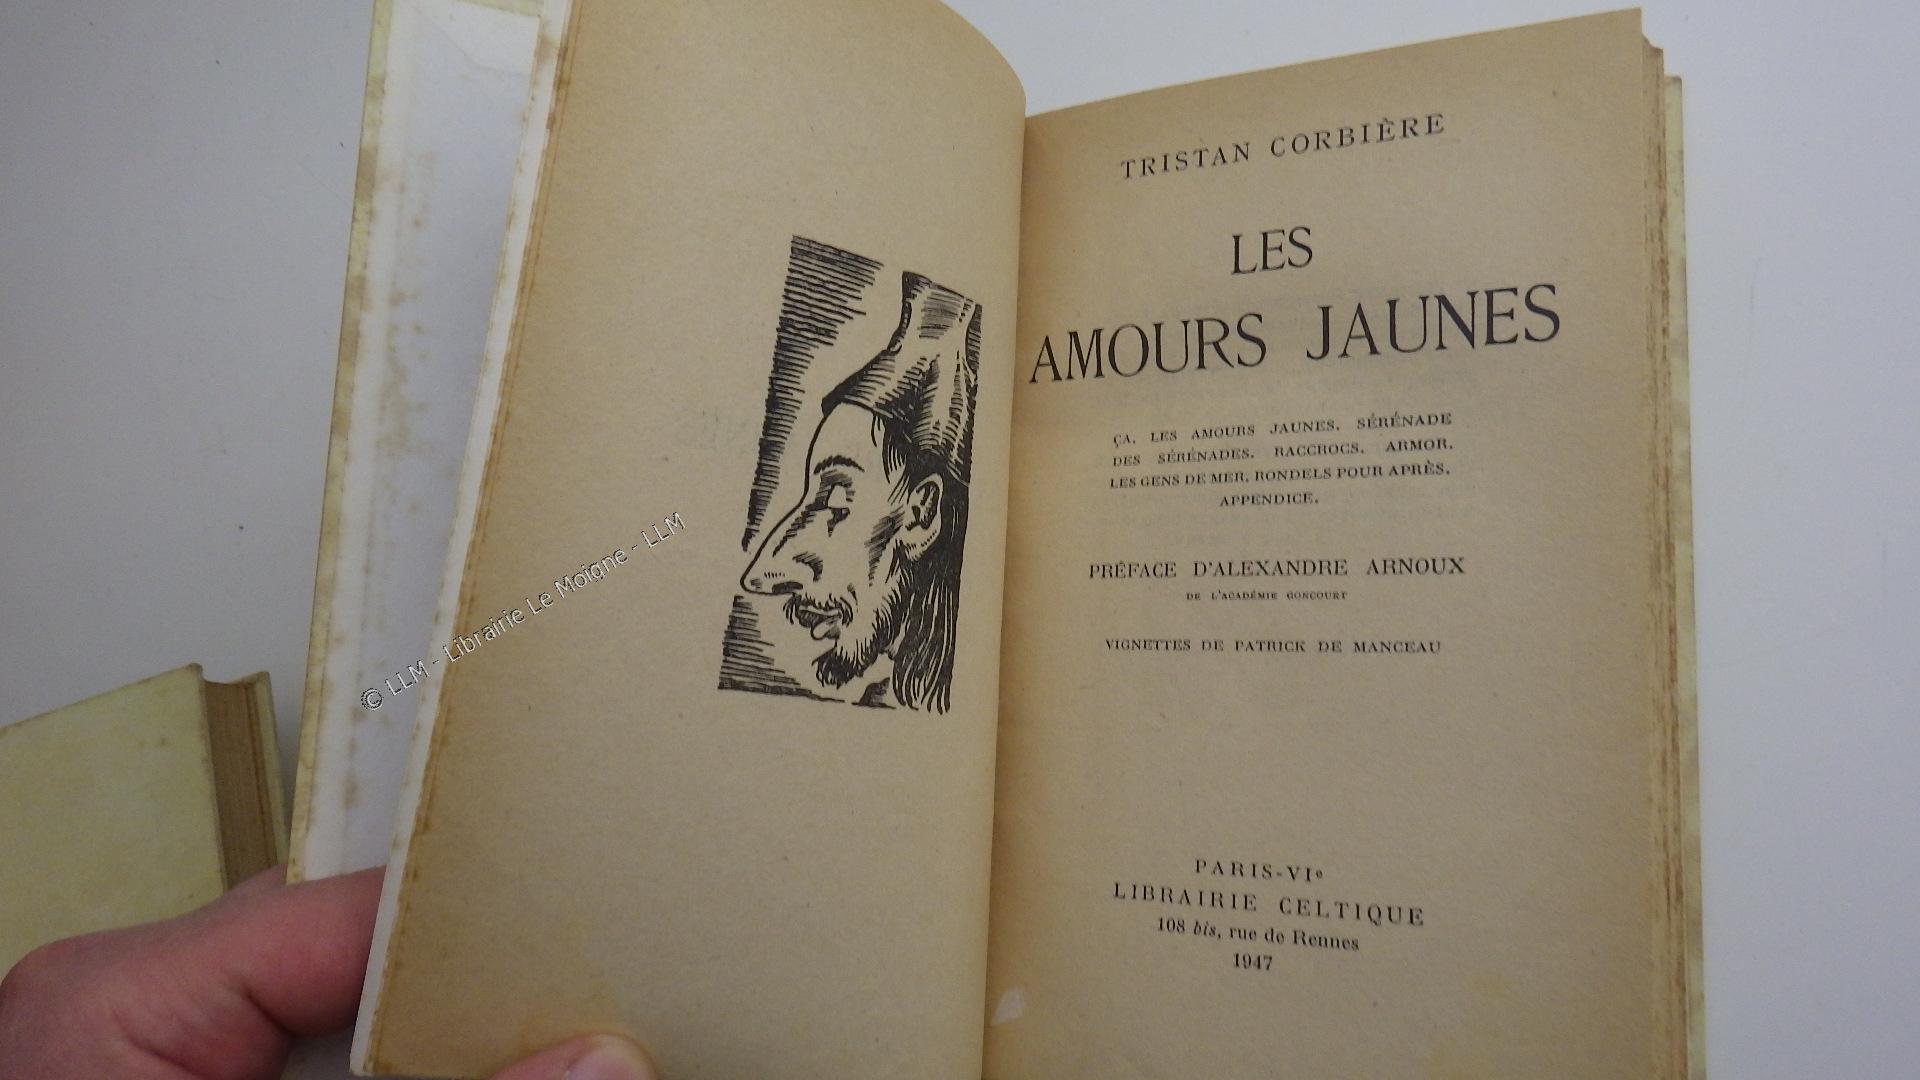 © LLM - Librairie Le Moigne - LLM
TRISTAN CORBIÈRE
LES
AMOURS JAUNES
ÇA. LES AMOURS JAUNES. SÉRÉNADE
DES SÉRÉNADES. RACCROCS. ARMOR.
LES GENS DE MER. RONDELS POUR APRÈS.
APPENDICE.
PRÉFACE D'ALEXANDRE ARNOUX
DE L'ACADÉMIE GONCOURT
VIGNETTES DE PATRICK DE MANCEAU
PARIS-VIe
LIBRAIRIE CELTIQUE
108 bis, rue de Rennes
1947